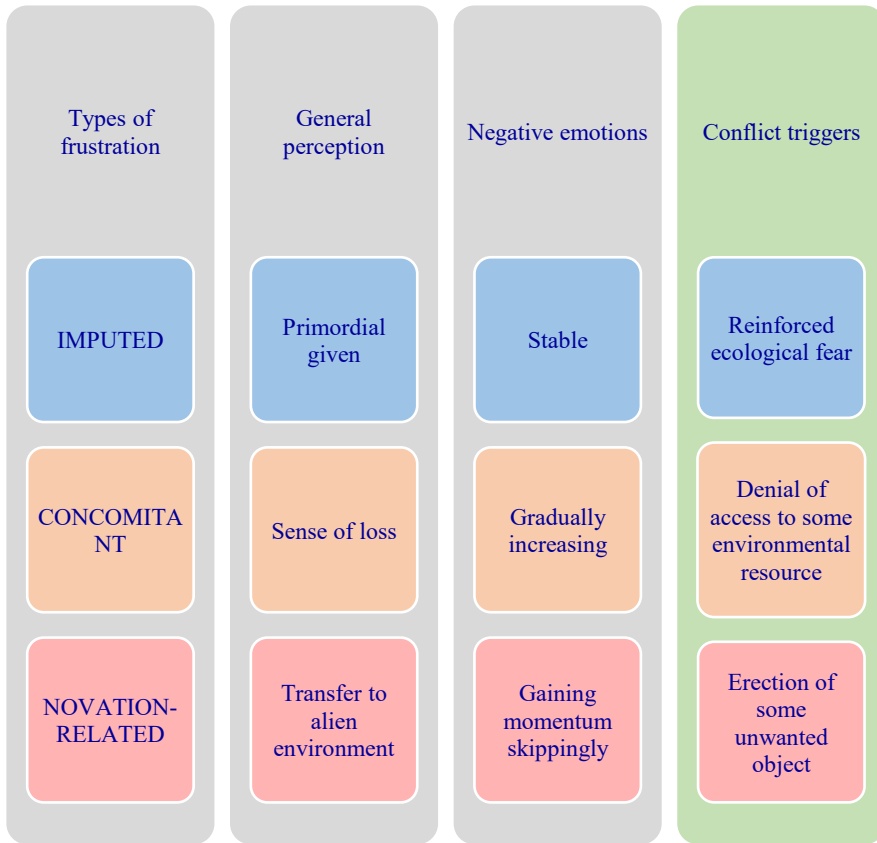 Types of
frustration
General
perception
Negative emotions
Conflict triggers
IMPUTED
Primordial
given
Stable
Reinforced
ecological fear
CONCOMITA
NT
Sense of loss
Gradually
increasing
Denial of
access to some
environmental
resource
NOVATION-
RELATED
Transfer to
alien
environment
Gaining
momentum
skippingly
Erection of
some
unwanted
object